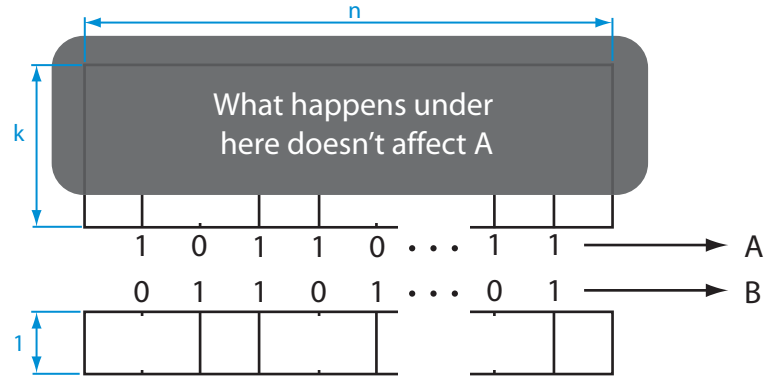 n
What happens under
here doesn’t affect A
k
1 0 1 1 0 ··· 1 1 A
0 1 1 0 1 ··· 0 1 B
1